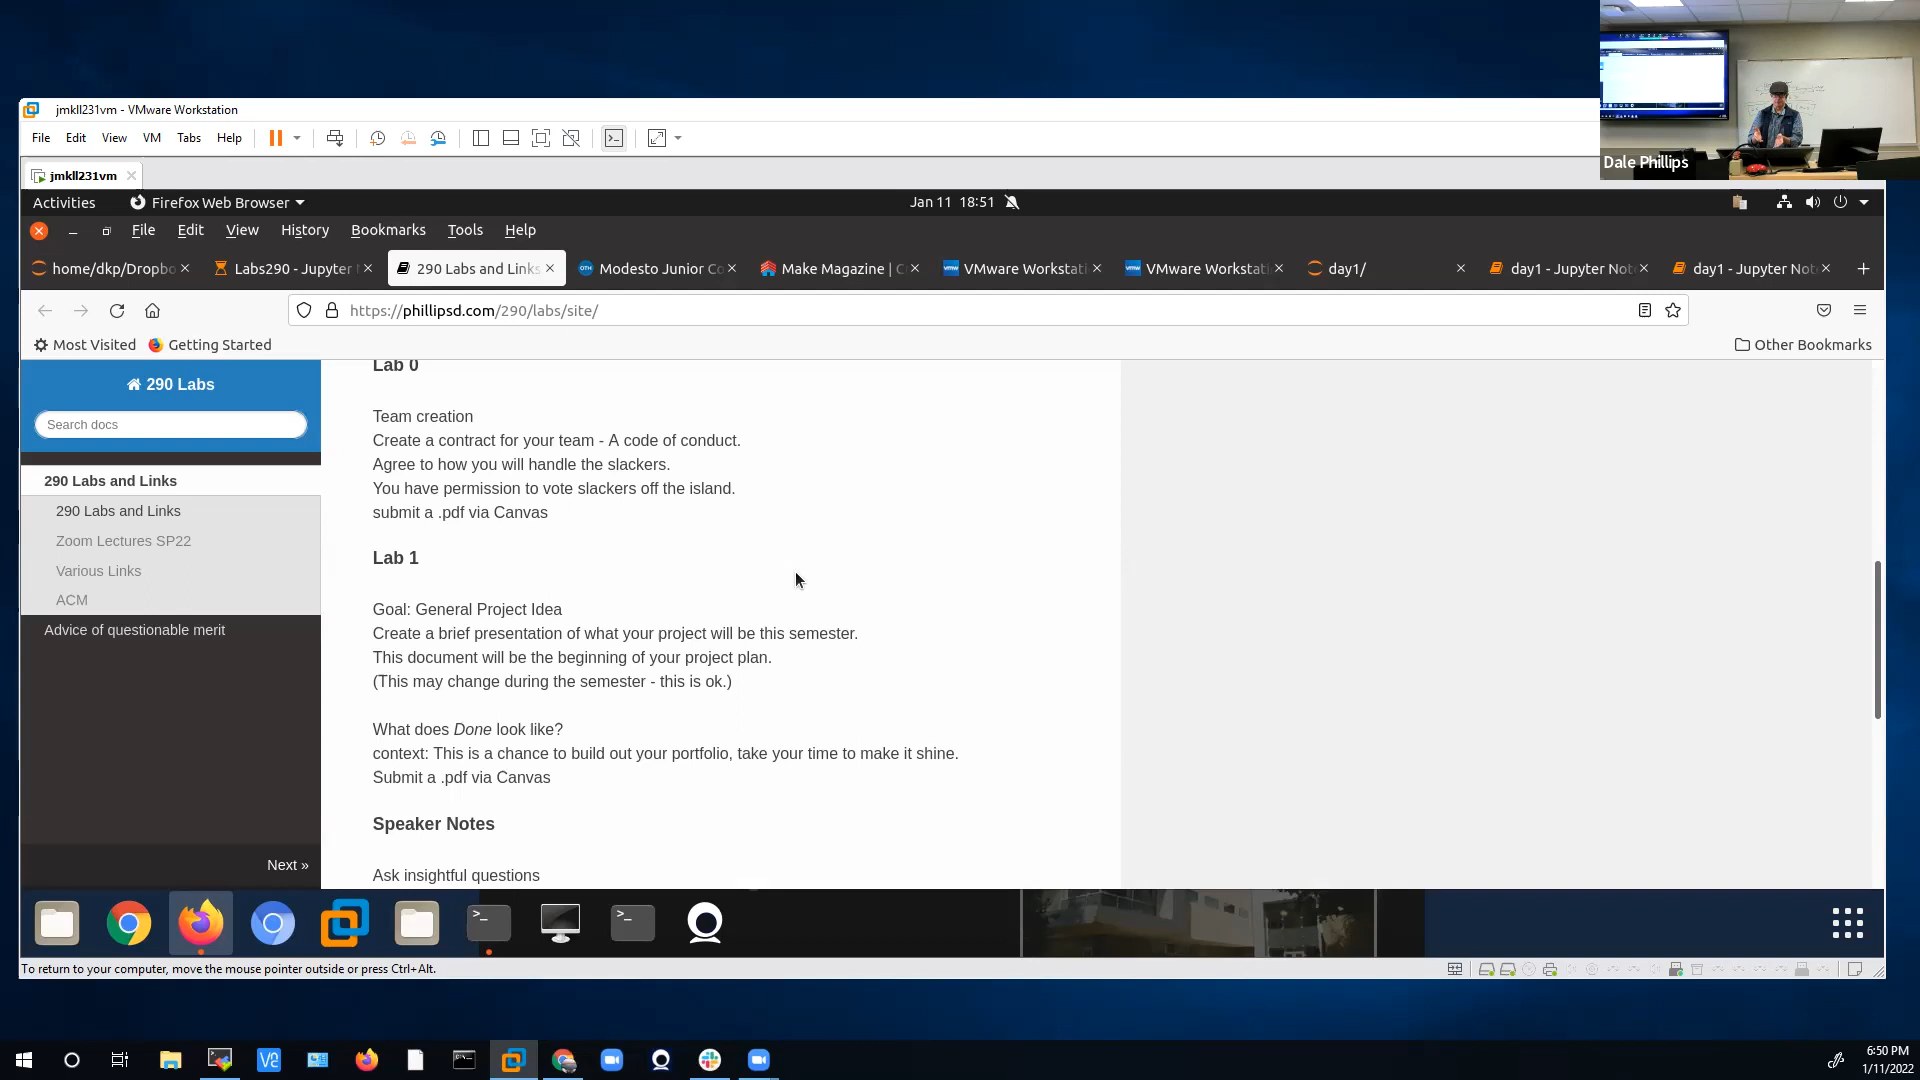 Dale Phillips
jmkll231vm - VMware Workstation
File Edit View VM Tabs Help
jmkll231vm
Activities Firefox Web Browser Jan 11 18:51
File Edit View History Bookmarks Tools Help
home/dkp/Dropbo Labs290 - Jupyter 290 Labs and Links Modesto Junior Co Make Magazine | VMware Workstati VMware Workstati day1/ day1 - Jupyter Not day1 - Jupyter Not
https://phillipsd.com/290/labs/site/
Most Visited Getting Started Other Bookmarks
290 Labs
Search docs
290 Labs and Links
290 Labs and Links
Zoom Lectures SP22
Various Links
ACM
Advice of questionable merit
Next »
Lab 0
Team creation
Create a contract for your team - A code of conduct.
Agree to how you will handle the slackers.
You have permission to vote slackers off the island.
submit a .pdf via Canvas
Lab 1
Goal: General Project Idea
Create a brief presentation of what your project will be this semester.
This document will be the beginning of your project plan.
(This may change during the semester - this is ok.)
What does Done look like?
context: This is a chance to build out your portfolio, take your time to make it shine.
Submit a .pdf via Canvas
Speaker Notes
Ask insightful questions
To return to your computer, move the mouse pointer outside or press Ctrl+Alt.
6:50 PM
1/11/2022